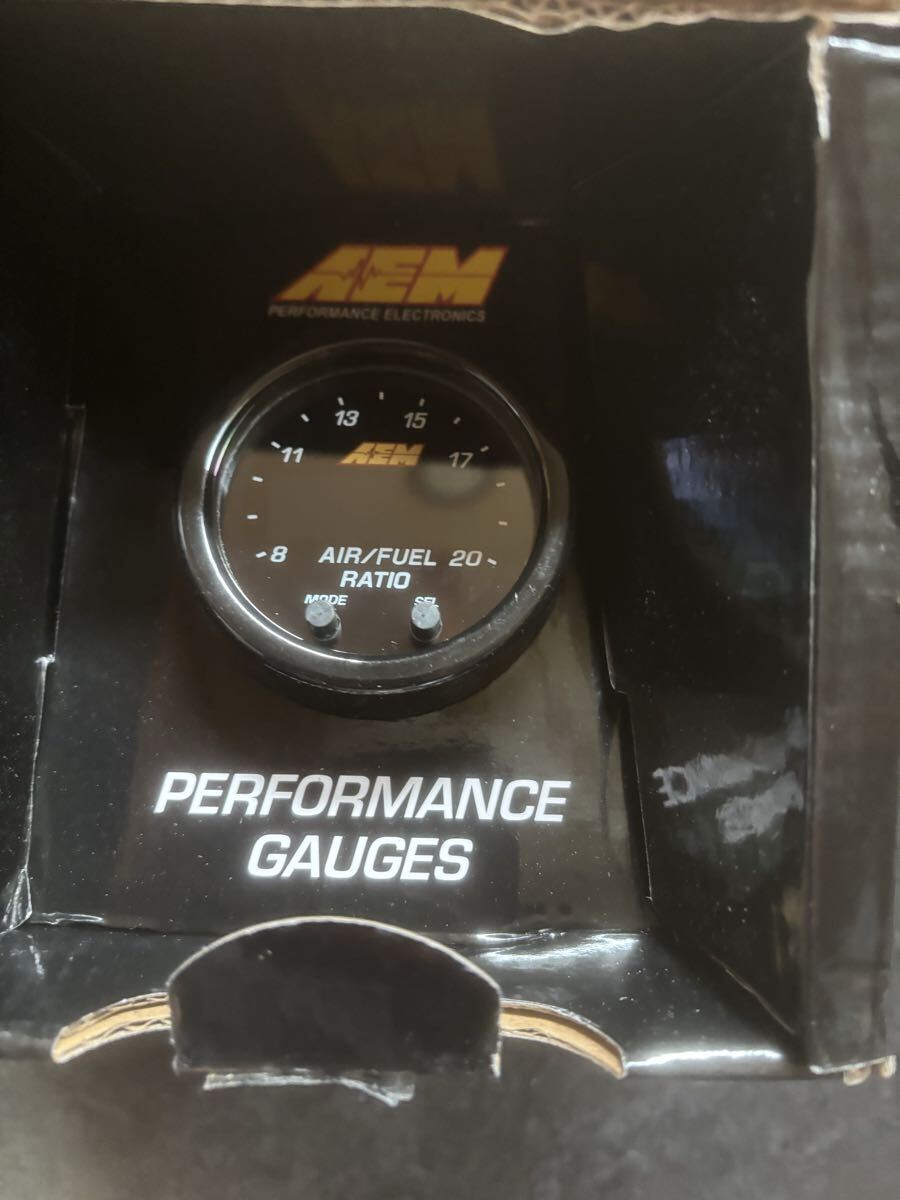 AEM
PERFORMANCE ELECTRONICS
13 15
11 AEM 17
8 AIR/FUEL 20
RATIO
MODE SEL
PERFORMANCE
GAUGES